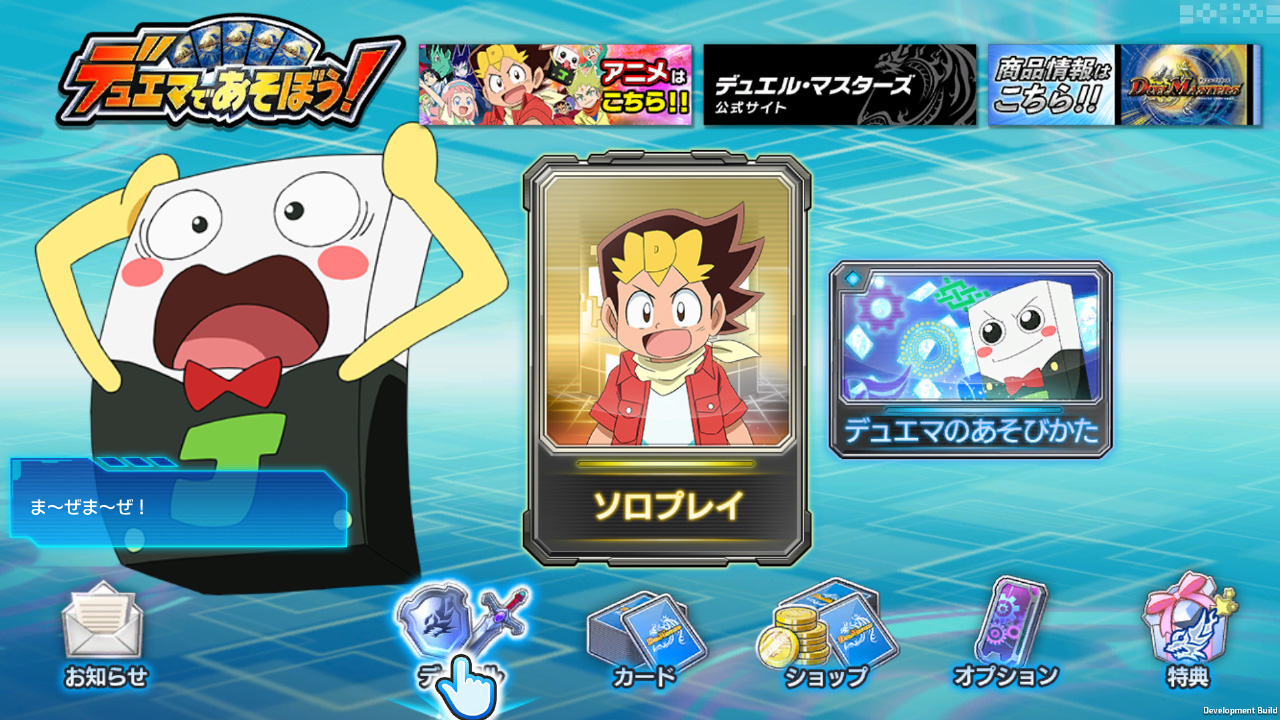 デュエマであそぼう!
アニメは
こちら!!
デュエル・マスターズ
公式サイト
商品情報は
こちら!!
DUEL MASTERS
J
ソロプレイ
デュエマのあそびかた
ま〜ぜま〜ぜ!
お知らせ
カード
ショップ
オプション
特典
Development Build